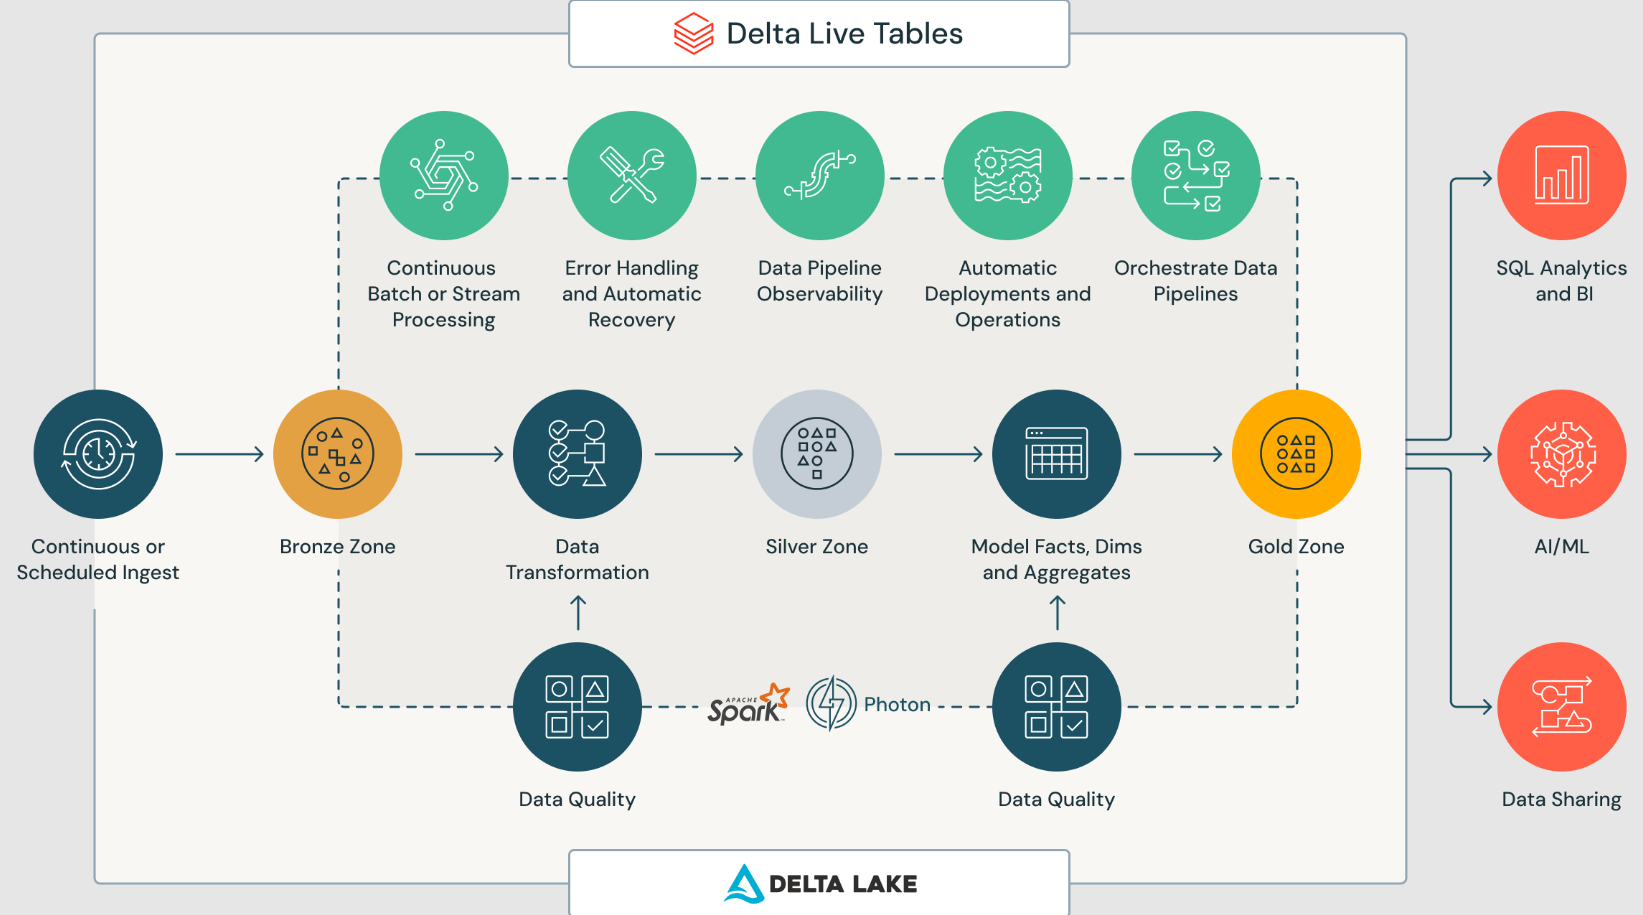 Delta Live Tables
Continuous
Batch or Stream
Processing
Error Handling
and Automatic
Recovery
Data Pipeline
Observability
Automatic
Deployments and
Operations
Orchestrate Data
Pipelines
SQL Analytics
and BI
Continuous or
Scheduled Ingest
Bronze Zone
Data
Transformation
Silver Zone
Model Facts, Dims
and Aggregates
Gold Zone
AI/ML
APACHE
Spark™
Photon
Data Quality
Data Quality
Data Sharing
DELTA LAKE